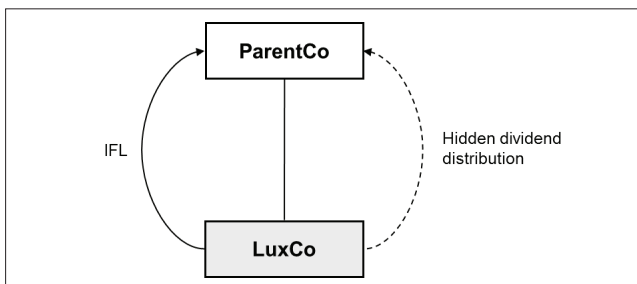 ParentCo
IFL
Hidden dividend
distribution
LuxCo